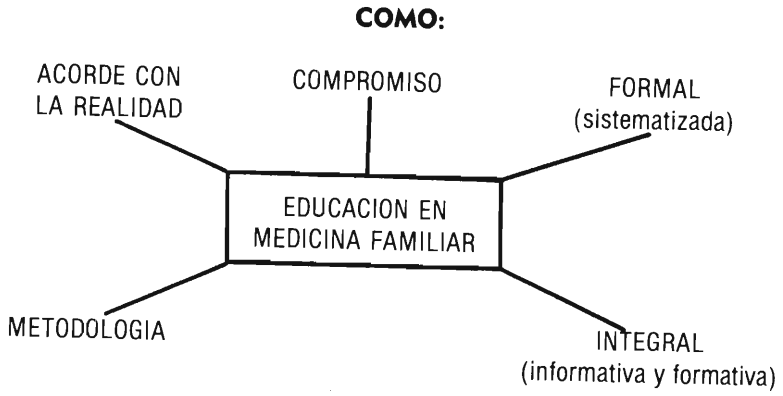 COMO:
ACORDE CON
LA REALIDAD
COMPROMISO
FORMAL
(sistematizada)
EDUCACION EN
MEDICINA FAMILIAR
METODOLOGIA
INTEGRAL
(informativa y formativa)